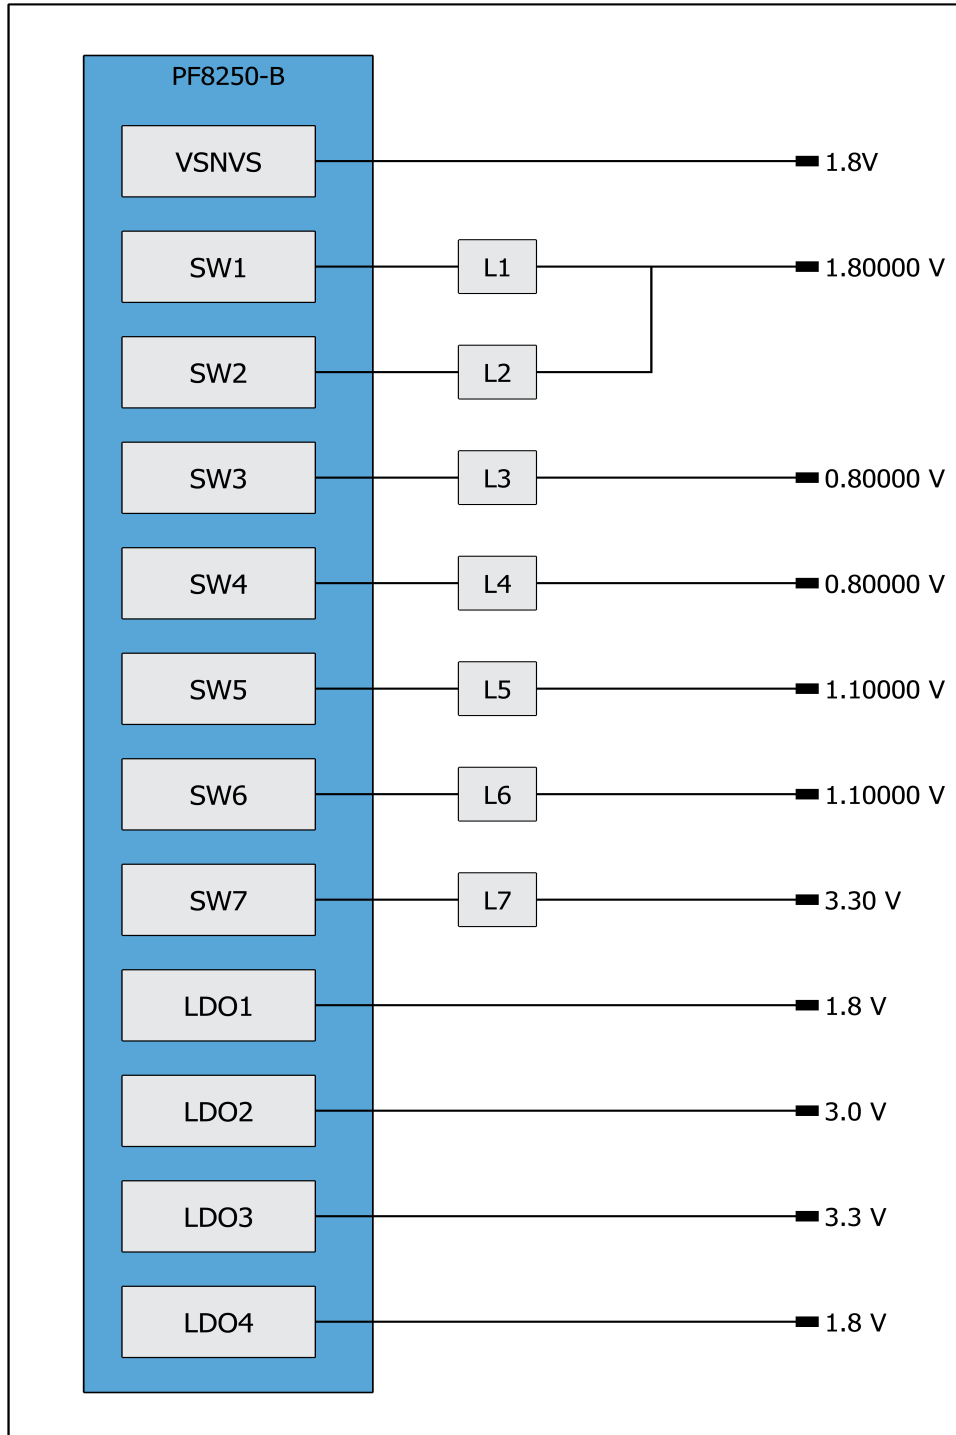 PF8250-B
VSNVS
1.8V
SW1
L1
1.80000 V
SW2
L2
SW3
L3
0.80000 V
SW4
L4
0.80000 V
SW5
L5
1.10000 V
SW6
L6
1.10000 V
SW7
L7
3.30 V
LDO1
1.8 V
LDO2
3.0 V
LDO3
3.3 V
LDO4
1.8 V